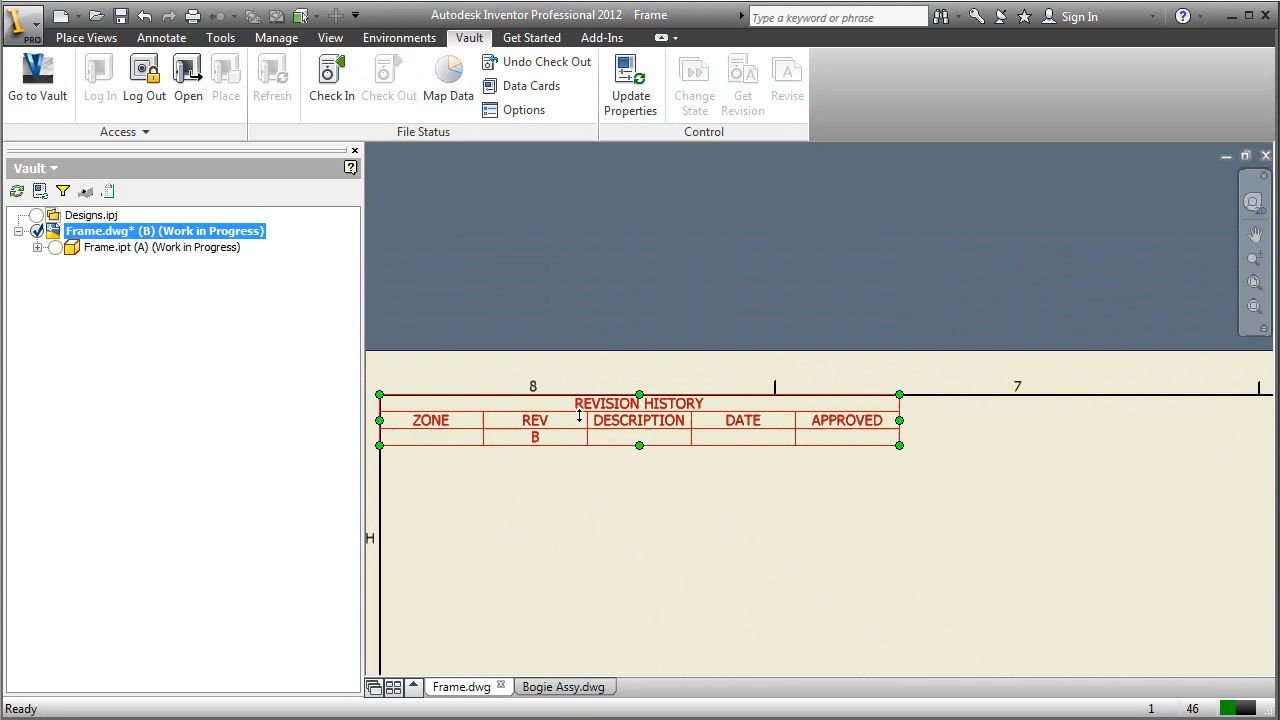 Autodesk Inventor Professional 2012 Frame
Type a keyword or phrase
Sign In
PRO
Place Views Annotate Tools Manage View Environments Vault Get Started Add-Ins
Go to Vault
Log In
Log Out
Open
Place
Refresh
Check In
Check Out
Map Data
Undo Check Out
Data Cards
Options
Update Properties
Change State
Get Revision
Revise
Access
File Status
Control
Vault
Designs.ipj
Frame.dwg* (B) (Work in Progress)
Frame.ipt (A) (Work in Progress)
2D
8 7
REVISION HISTORY
ZONE REV DESCRIPTION DATE APPROVED
B
H
Frame.dwg Bogie Assy.dwg
Ready
1 46